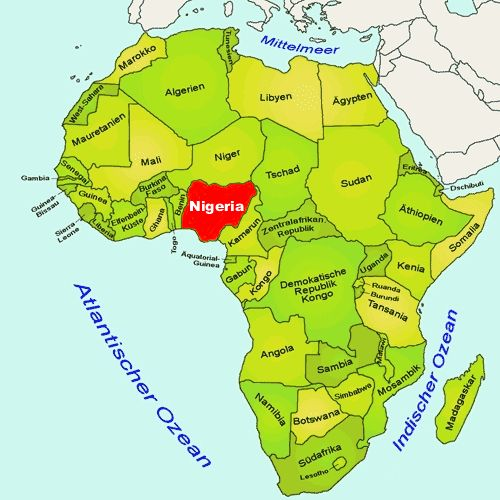 Mittelmeer
Marokko
Tunesien
Algerien
Libyen
Ägypten
West-Sahara
Mauretanien
Mali
Niger
Tschad
Sudan
Eritrea
Dschibuti
Senegal
Gambia
Guinea-
Bissau
Guinea
Sierra
Leone
Liberia
Elfenbein
Küste
Burkina
Faso
Ghana
Togo
Benin
Nigeria
Kamerun
Zentralafrikan
Republik
Äthiopien
Somalia
Äquatorial-
Guinea
Gabun
Kongo
Demokratische
Republik
Kongo
Uganda
Kenia
Ruanda
Burundi
Tansania
Atlantischer Ozean
Indischer Ozean
Angola
Sambia
Malawi
Mosambik
Simbabwe
Namibia
Botswana
Madagaskar
Südafrika
Lesotho